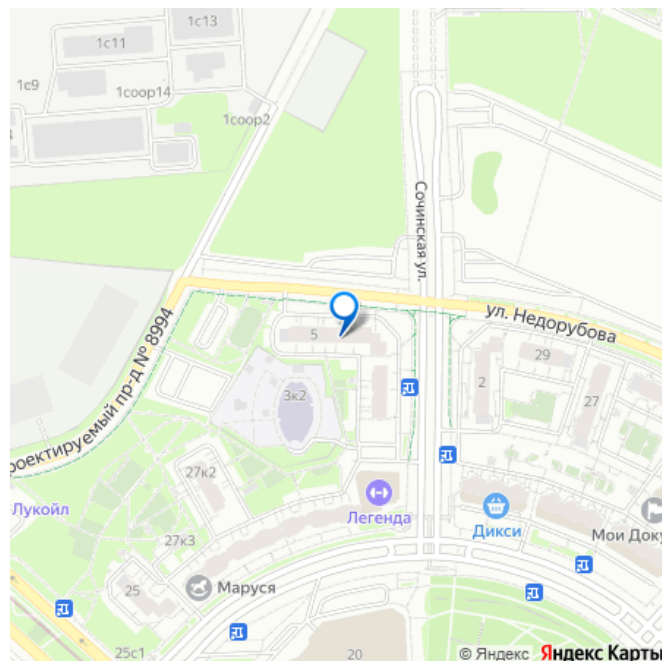 1с13
1с11
1с9
1соор14
1соор2
Сочинская ул.
ул. Недорубова
5
29
2
27
3к2
роектируемый пр-д № 8994
27к2
Легенда
Лукойл
Дикси
Мои Доку
27к3
25
Маруся
25с1
20
© Яндекс Яндекс Карты